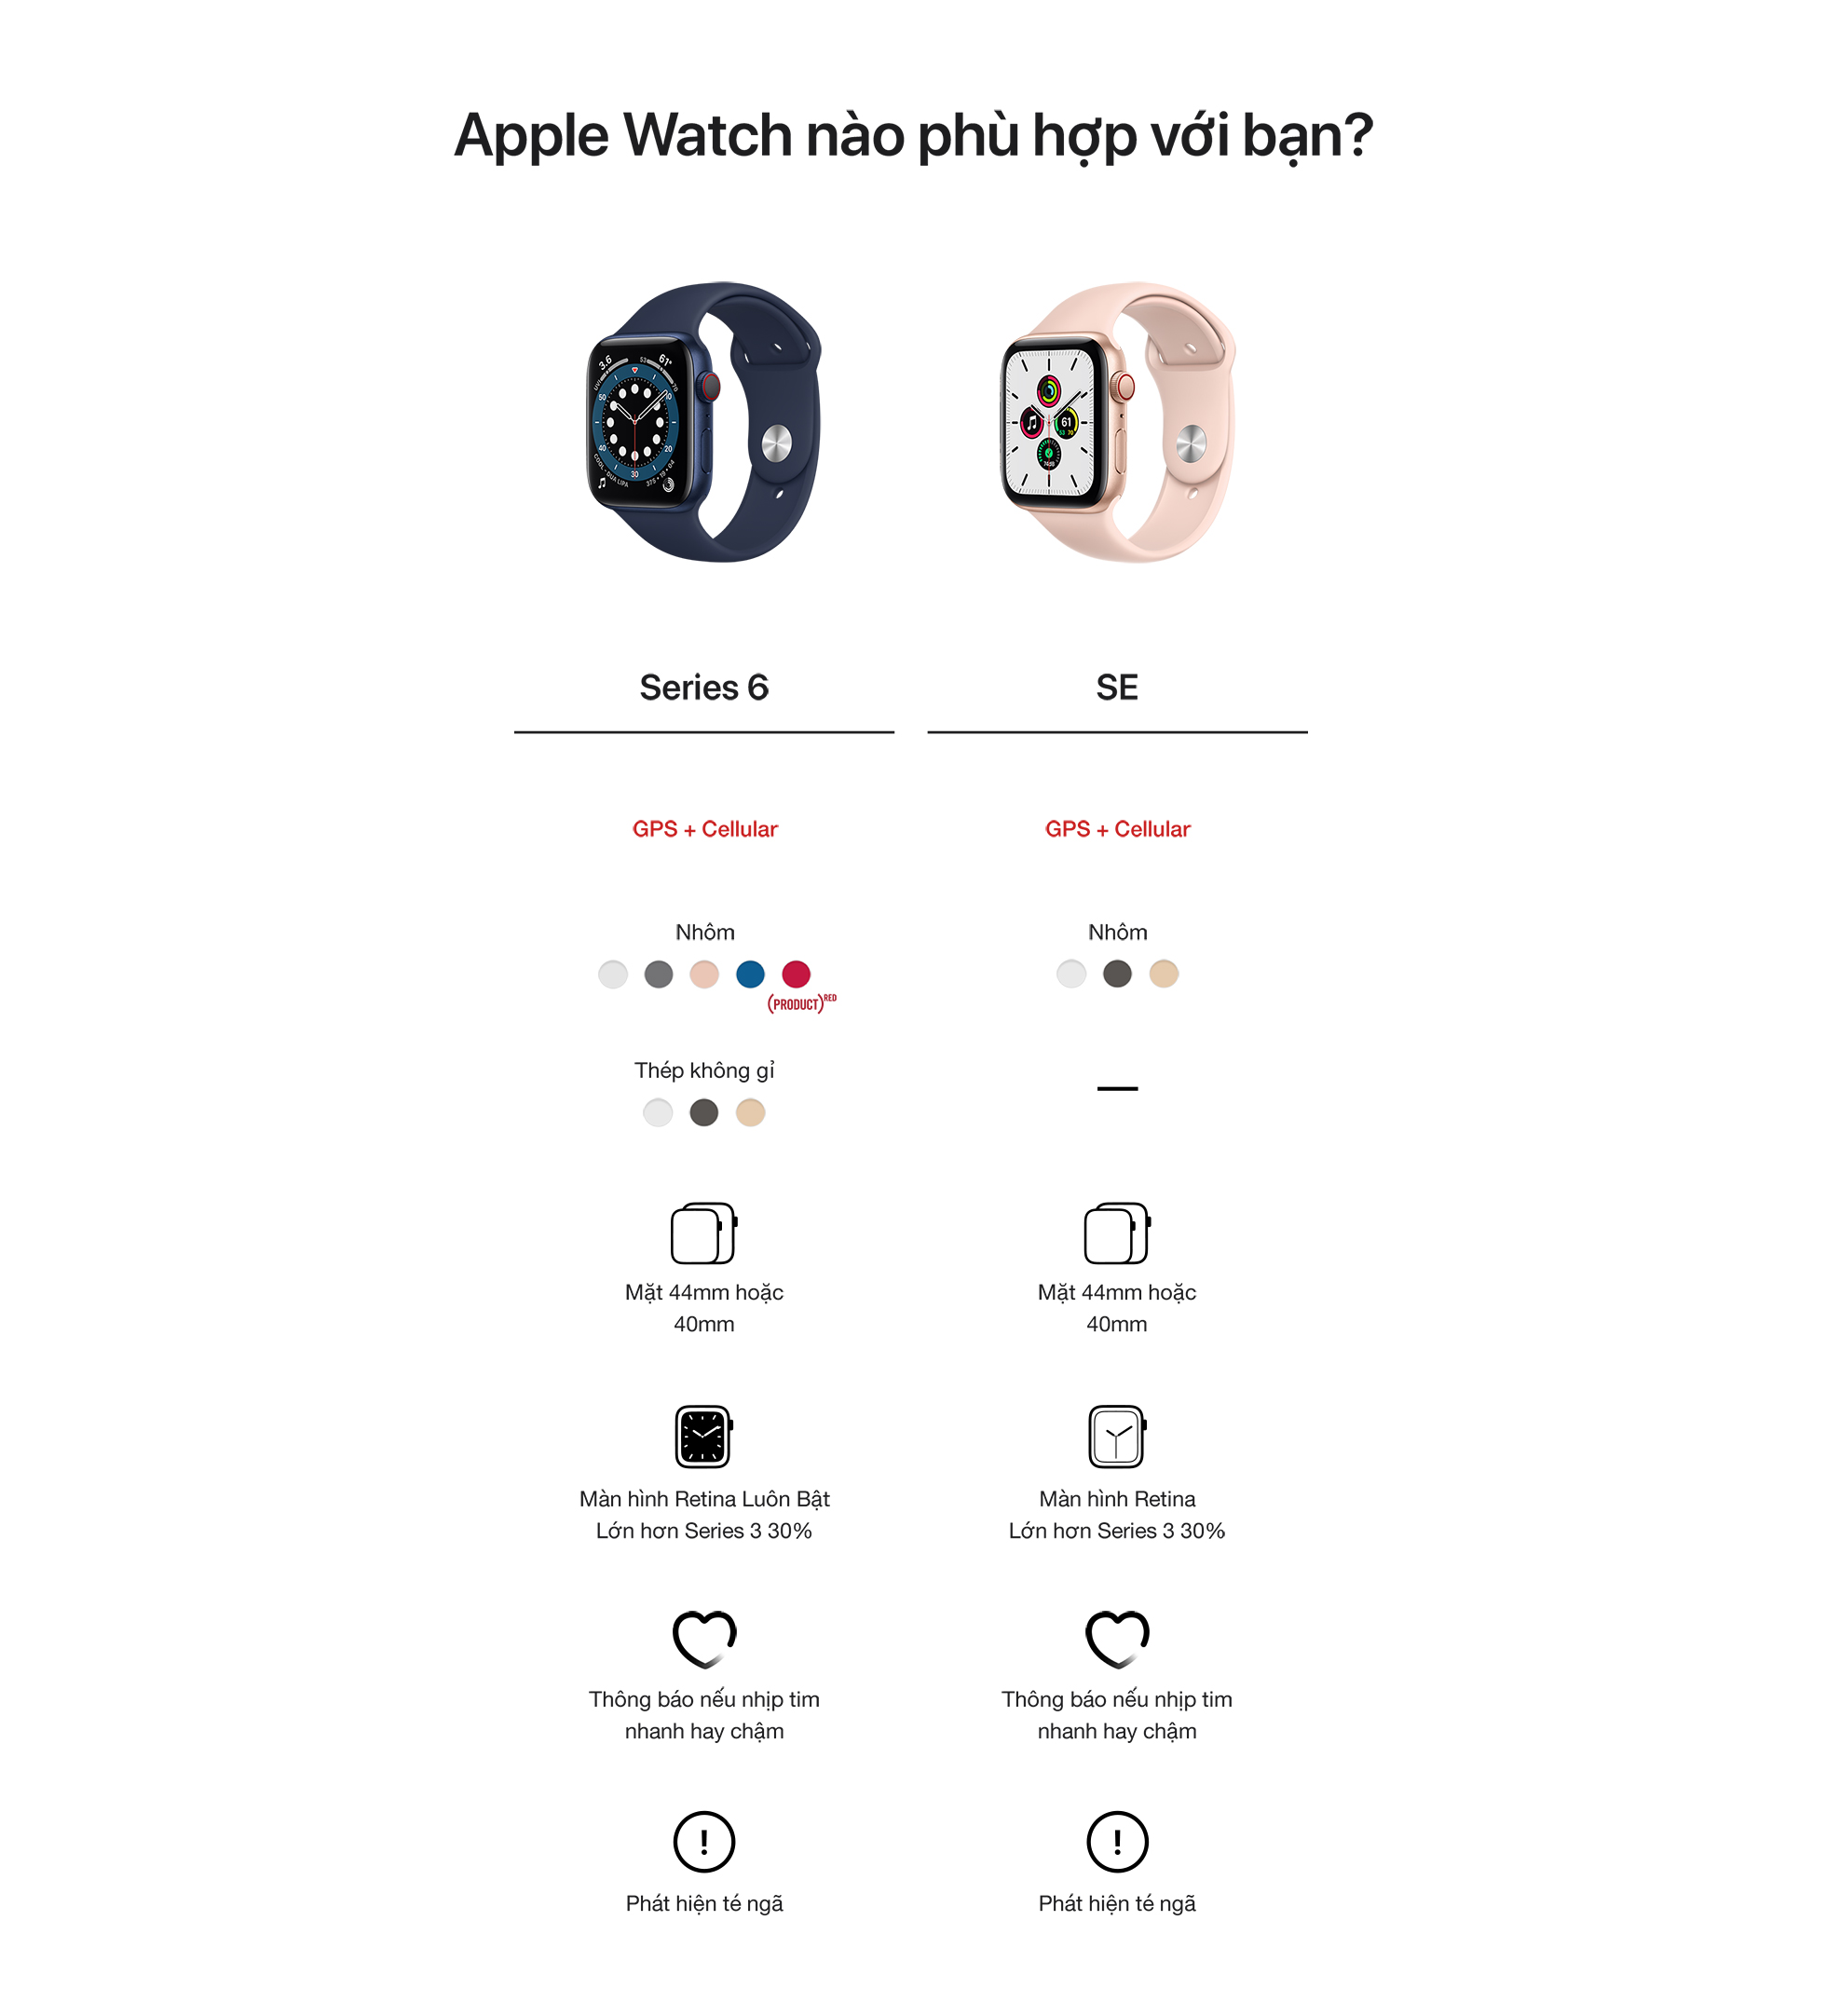 Apple Watch nào phù hợp với bạn?
Series 6
SE
GPS + Cellular
GPS + Cellular
Nhôm
Nhôm
(PRODUCT)RED
Thép không gỉ
Mặt 44mm hoặc
40mm
Mặt 44mm hoặc
40mm
Màn hình Retina Luôn Bật
Lớn hơn Series 3 30%
Màn hình Retina
Lớn hơn Series 3 30%
Thông báo nếu nhịp tim
nhanh hay chậm
Thông báo nếu nhịp tim
nhanh hay chậm
!
Phát hiện té ngã
!
Phát hiện té ngã